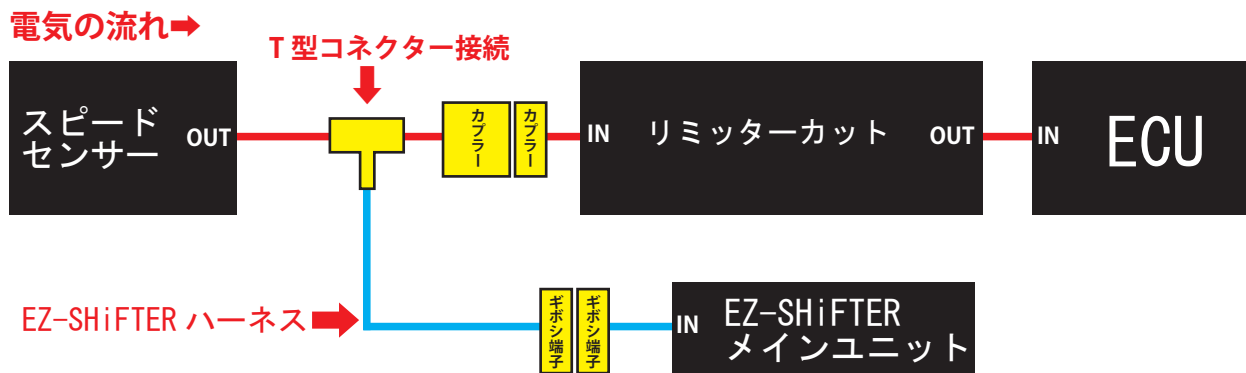 電気の流れ➡
T 型コネクター接続
スピード
センサー
OUT
カプラー
カプラー
IN
リミッターカット
OUT
IN
ECU
EZ-SHiFTER ハーネス
ギボシ端子
ギボシ端子
IN
EZ-SHiFTER
メインユニット